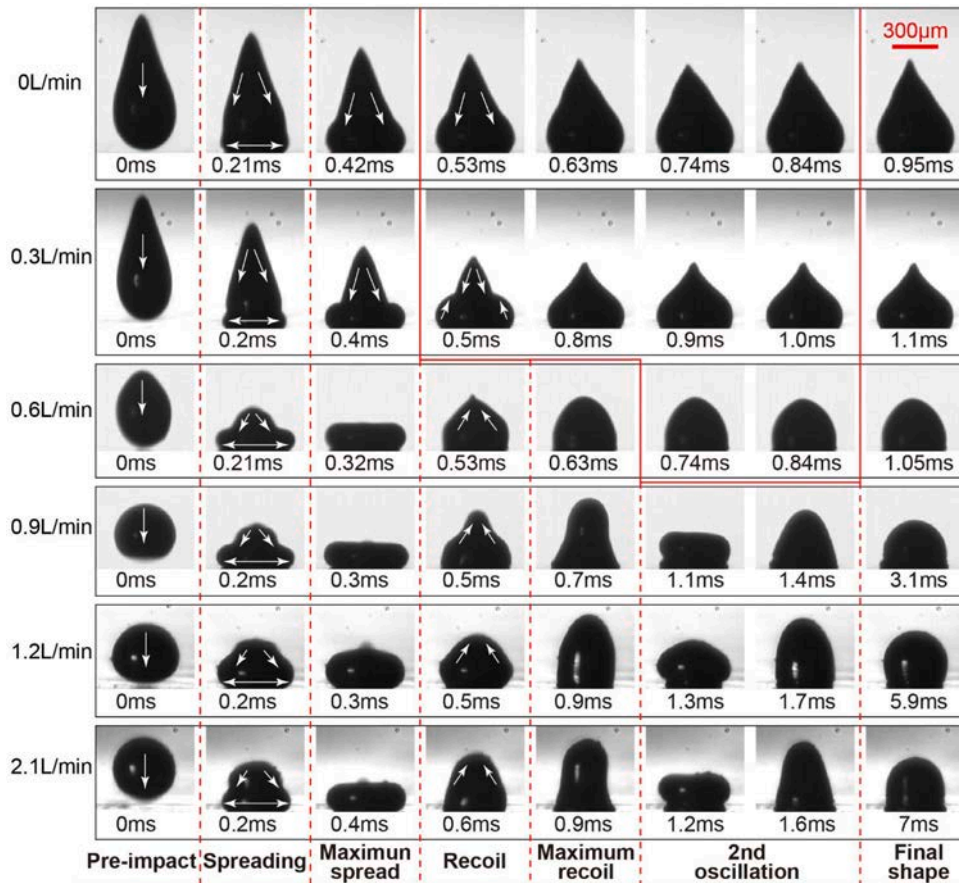 300μm
0L/min
0ms 0.21ms 0.42ms 0.53ms 0.63ms 0.74ms 0.84ms 0.95ms
0.3L/min
0ms 0.2ms 0.4ms 0.5ms 0.8ms 0.9ms 1.0ms 1.1ms
0.6L/min
0ms 0.21ms 0.32ms 0.53ms 0.63ms 0.74ms 0.84ms 1.05ms
0.9L/min
0ms 0.2ms 0.3ms 0.5ms 0.7ms 1.1ms 1.4ms 3.1ms
1.2L/min
0ms 0.2ms 0.3ms 0.5ms 0.9ms 1.3ms 1.7ms 5.9ms
2.1L/min
0ms 0.2ms 0.4ms 0.6ms 0.9ms 1.2ms 1.6ms 7ms
Pre-impact
Spreading
Maximun
spread
Recoil
Maximum
recoil
2nd
oscillation
Final
shape